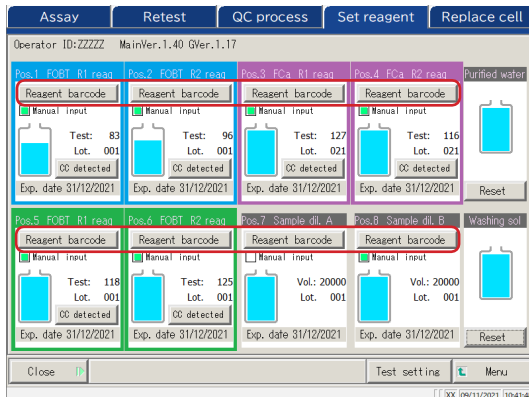 Assay Retest QC process Set reagent Replace cell
Operator ID:ZZZZZ MainVer.1.40 GVer.1.17
Pos.1 FOBT R1 reag Pos.2 FOBT R2 reag Pos.3 FCa R1 reag Pos.4 FCa R2 reag Purified water
Reagent barcode Reagent barcode Reagent barcode Reagent barcode
Manual input Manual input Manual input Manual input
Test: 83 Test: 96 Test: 127 Test: 116
Lot. 001 Lot. 001 Lot. 021 Lot. 021
CC detected CC detected CC detected CC detected
Exp. date 31/12/2021 Exp. date 31/12/2021 Exp. date 31/12/2021 Exp. date 31/12/2021 Reset
Pos.5 FOBT R1 reag Pos.6 FOBT R2 reag Pos.7 Sample dil. A Pos.8 Sample dil. B Washing sol
Reagent barcode Reagent barcode Reagent barcode Reagent barcode
Manual input Manual input Manual input Manual input
Test: 118 Test: 125 Vol.: 20000 Vol.: 20000
Lot. 001 Lot. 001 Lot. 001 Lot. 001
CC detected CC detected
Exp. date 31/12/2021 Exp. date 31/12/2021 Exp. date 31/12/2021 Exp. date 31/12/2021 Reset
Close Test setting Menu
XX 09/11/2021 10:41:4